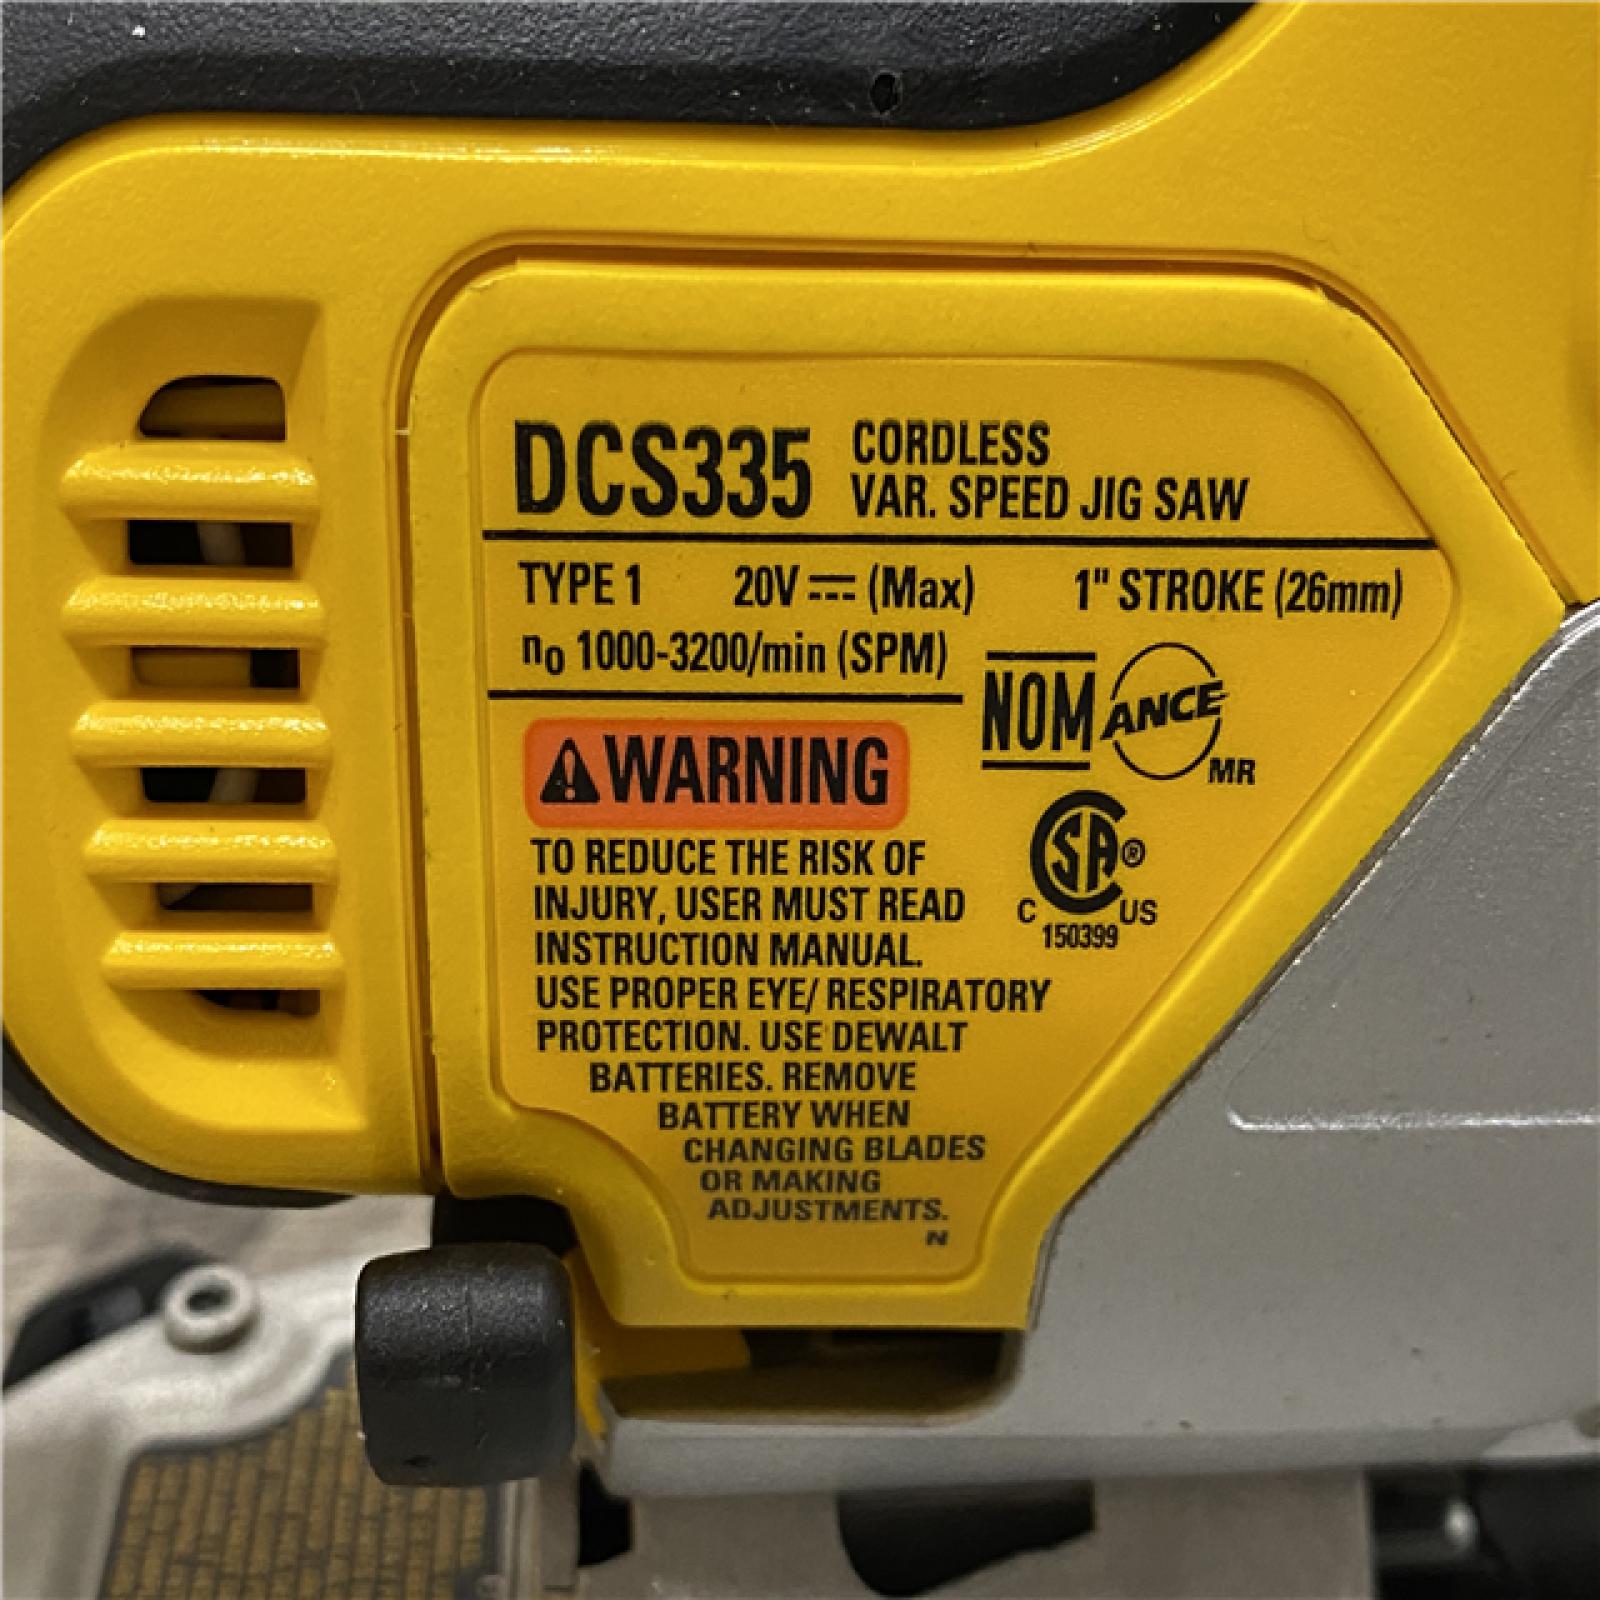 DCS335 CORDLESS
VAR. SPEED JIG SAW
TYPE 1 20V ⎓ (Max) 1" STROKE (26mm)
n₀ 1000-3200/min (SPM)
NOM ANCE
MR
WARNING
SA®
C US
150399
TO REDUCE THE RISK OF
INJURY, USER MUST READ
INSTRUCTION MANUAL.
USE PROPER EYE/ RESPIRATORY
PROTECTION. USE DEWALT
BATTERIES. REMOVE
BATTERY WHEN
CHANGING BLADES
OR MAKING
ADJUSTMENTS.
N